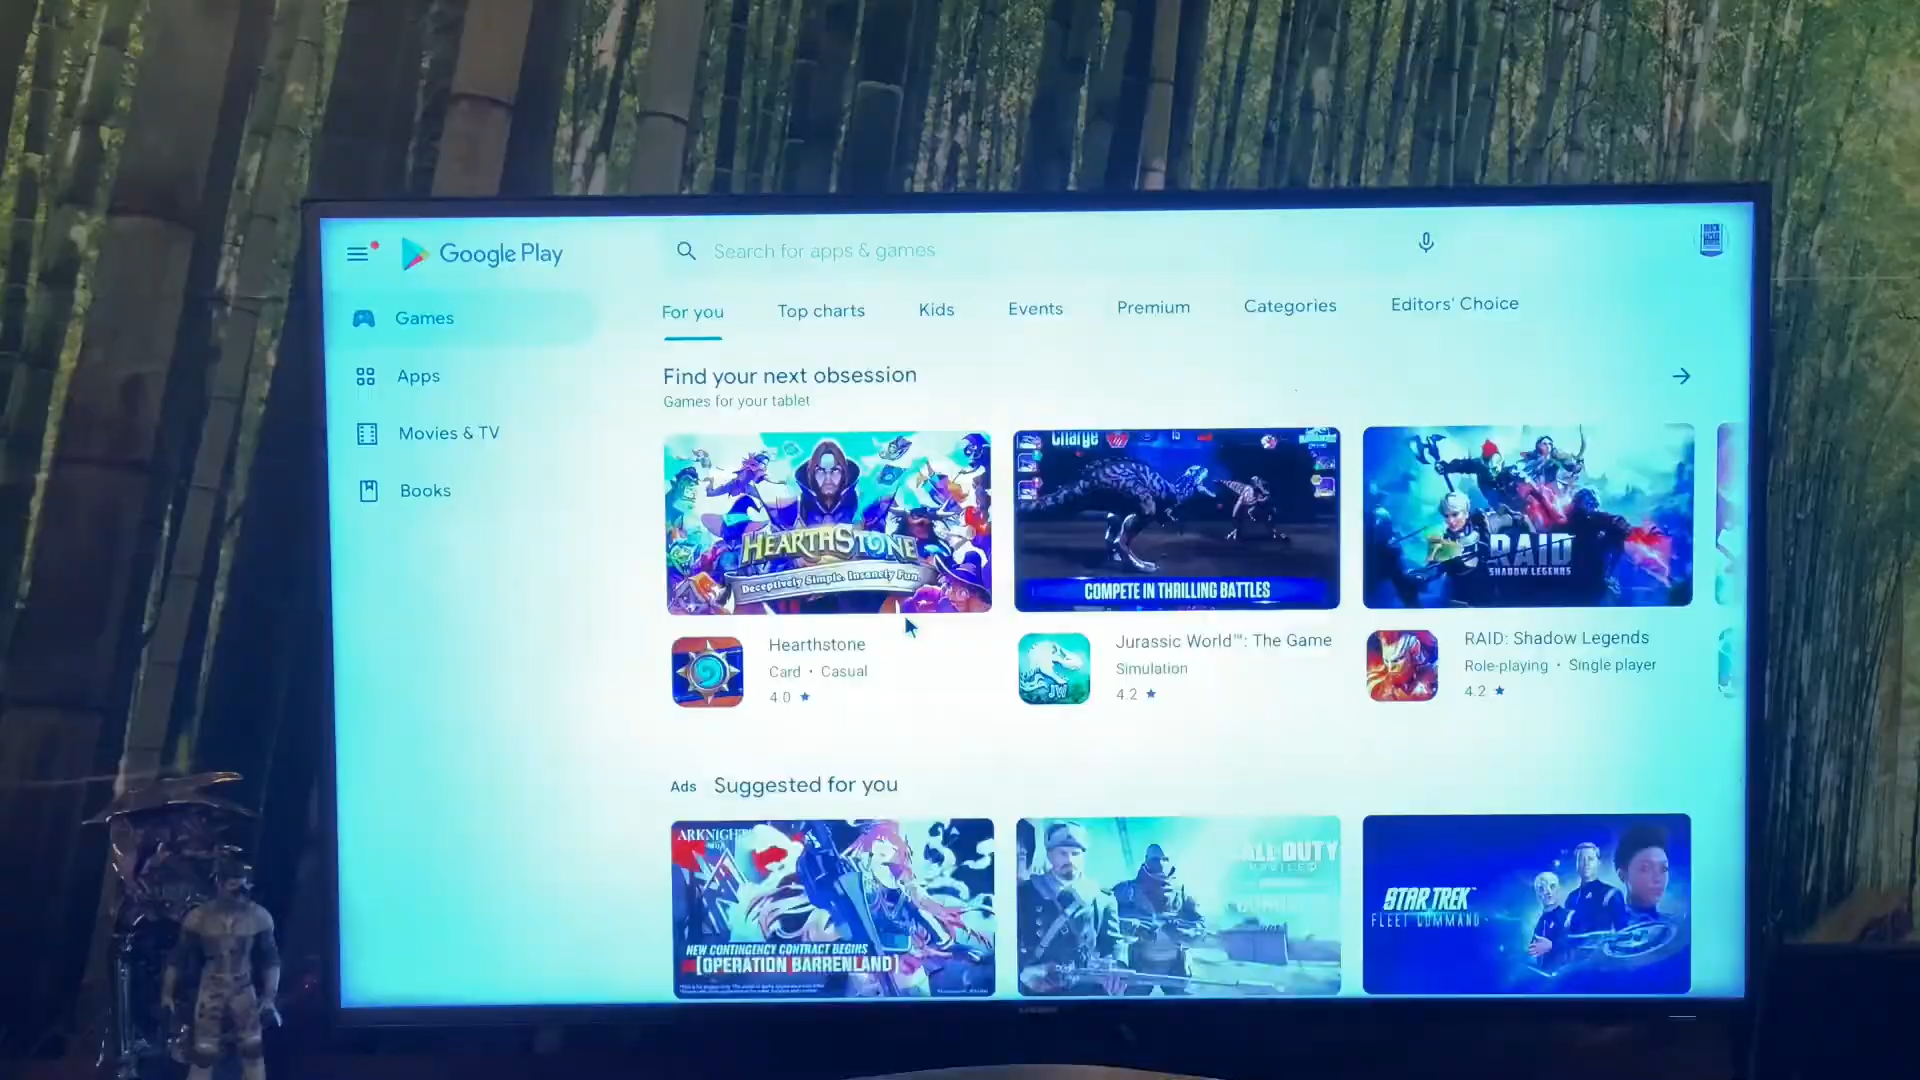 Google Play
Search for apps & games
Games
Apps
Movies & TV
Books
For you
Top charts
Kids
Events
Premium
Categories
Editors' Choice
Find your next obsession
Games for your tablet
HEARTHSTONE
Deceptively Simple. Insanely Fun.
Charge
COMPETE IN THRILLING BATTLES
RAID
SHADOW LEGENDS
Hearthstone
Card • Casual
4.0 ★
JW
Jurassic World™: The Game
Simulation
4.2 ★
RAID: Shadow Legends
Role-playing • Single player
4.2 ★
Ads Suggested for you
NEW CONTINGENCY CONTRACT BEGINS
[OPERATION BARRENLAND]
ALL DUTY
STAR TREK
FLEET COMMAND